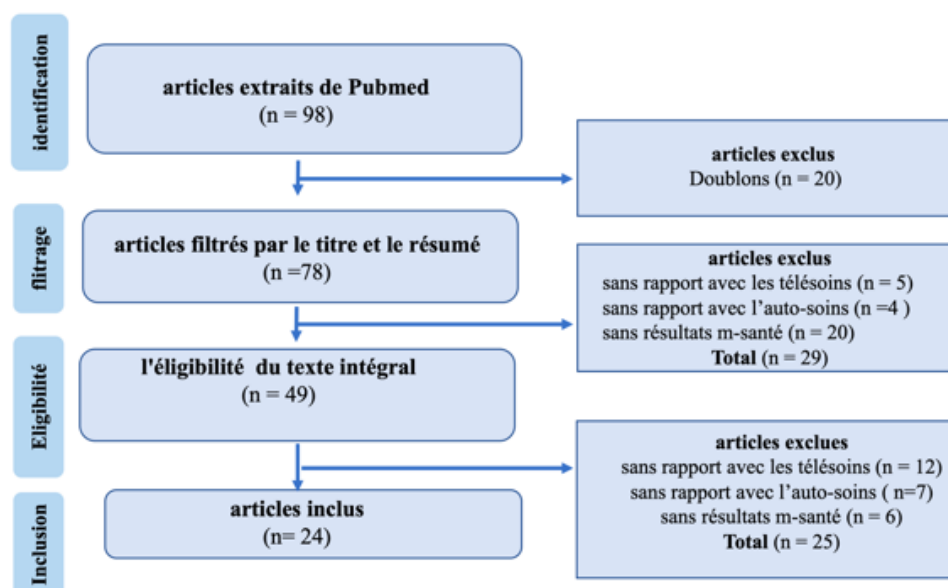 identification
articles extraits de Pubmed
(n = 98)
articles exclus
Doublons (n = 20)
flitrage
articles filtrés par le titre et le résumé
(n =78)
articles exclus
sans rapport avec les télésoins (n = 5)
sans rapport avec l’auto-soins (n =4 )
sans résultats m-santé (n = 20)
Total (n = 29)
Eligibilité
l'éligibilité du texte intégral
(n = 49)
articles exclues
sans rapport avec les télésoins (n = 12)
sans rapport avec l’auto-soins ( n=7)
sans résultats m-santé (n = 6)
Total (n = 25)
Inclusion
articles inclus
(n= 24)